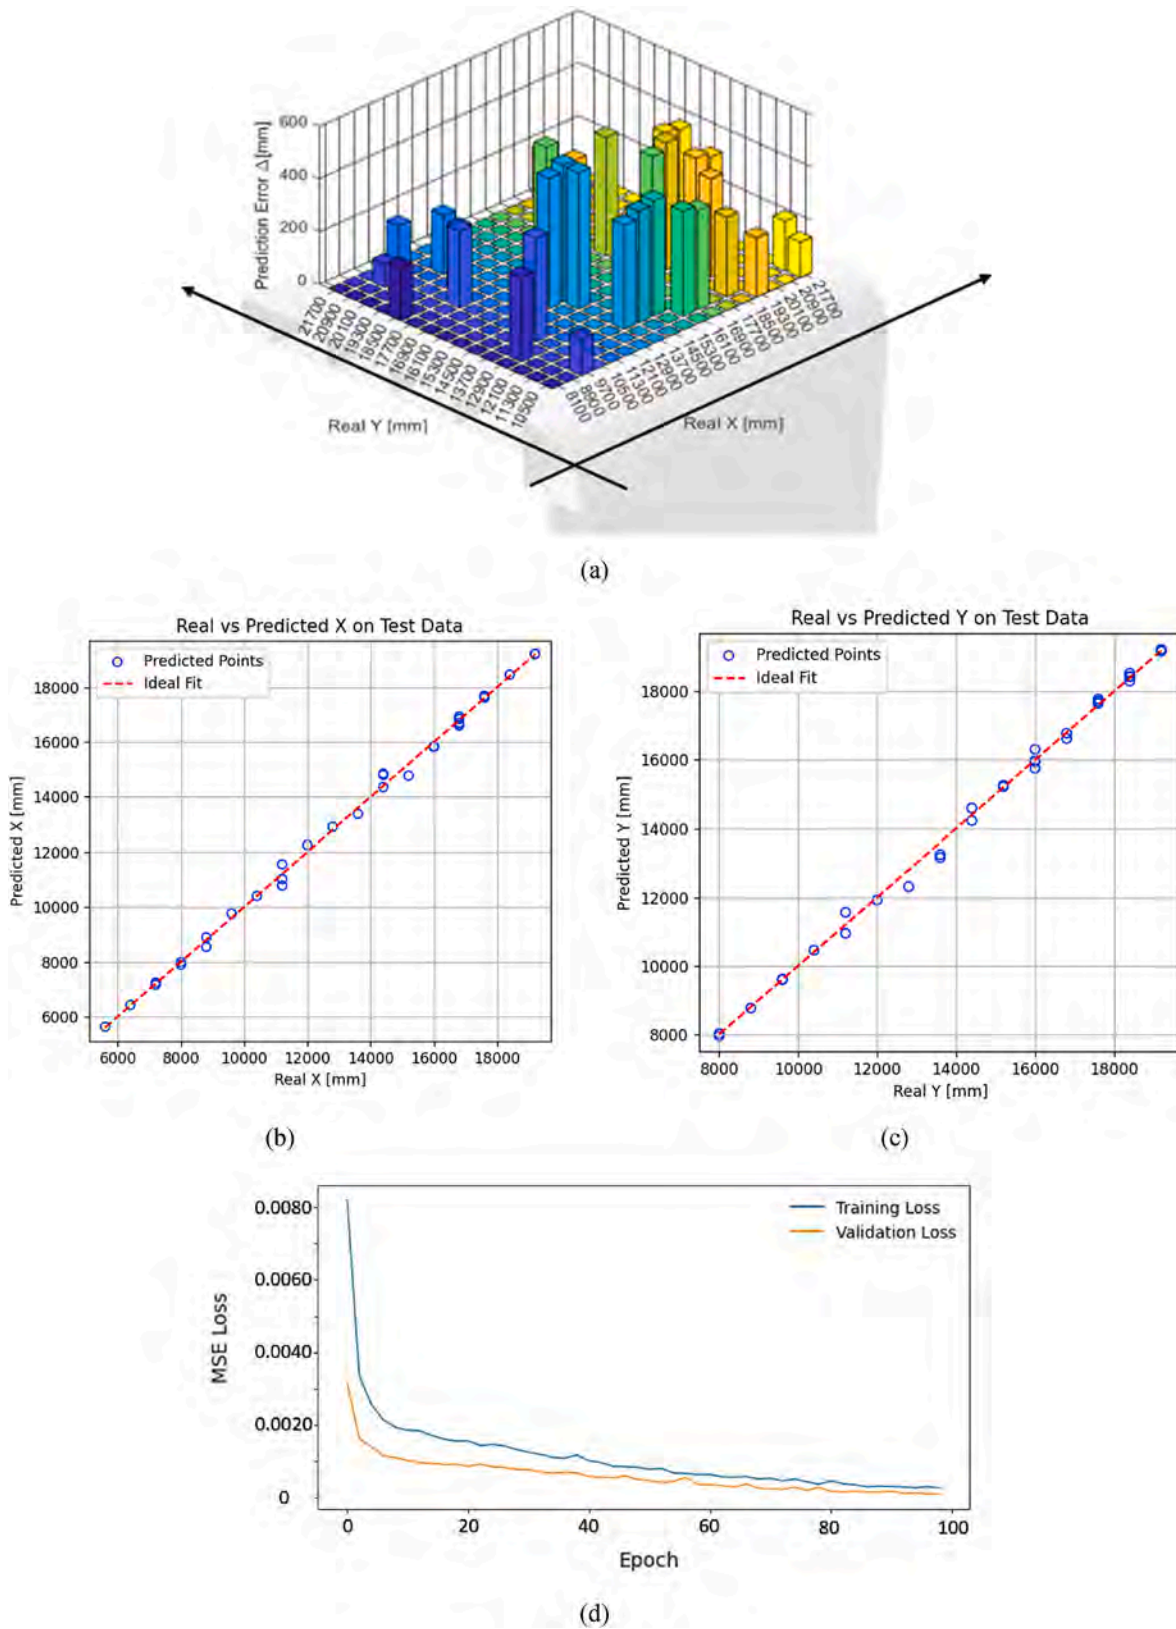 600
400
200
0
Prediction Error Δ[mm]
21700
20900
20100
19300
18500
17700
16900
16100
15300
14500
13700
12900
12100
11300
10500
Real Y [mm]
8100
8900
9700
10500
11300
12100
12900
13700
14500
15300
16100
16900
17700
18500
19300
20100
20900
21700
Real X [mm]
(a)
Real vs Predicted X on Test Data
Predicted Points
Ideal Fit
18000
16000
14000
12000
10000
8000
6000
Predicted X [mm]
6000 8000 10000 12000 14000 16000 18000
Real X [mm]
(b)
Real vs Predicted Y on Test Data
Predicted Points
Ideal Fit
18000
16000
14000
12000
10000
8000
Predicted Y [mm]
8000 10000 12000 14000 16000 18000
Real Y [mm]
(c)
Training Loss
Validation Loss
0.0080
0.0060
0.0040
0.0020
0
MSE Loss
0 20 40 60 80 100
Epoch
(d)